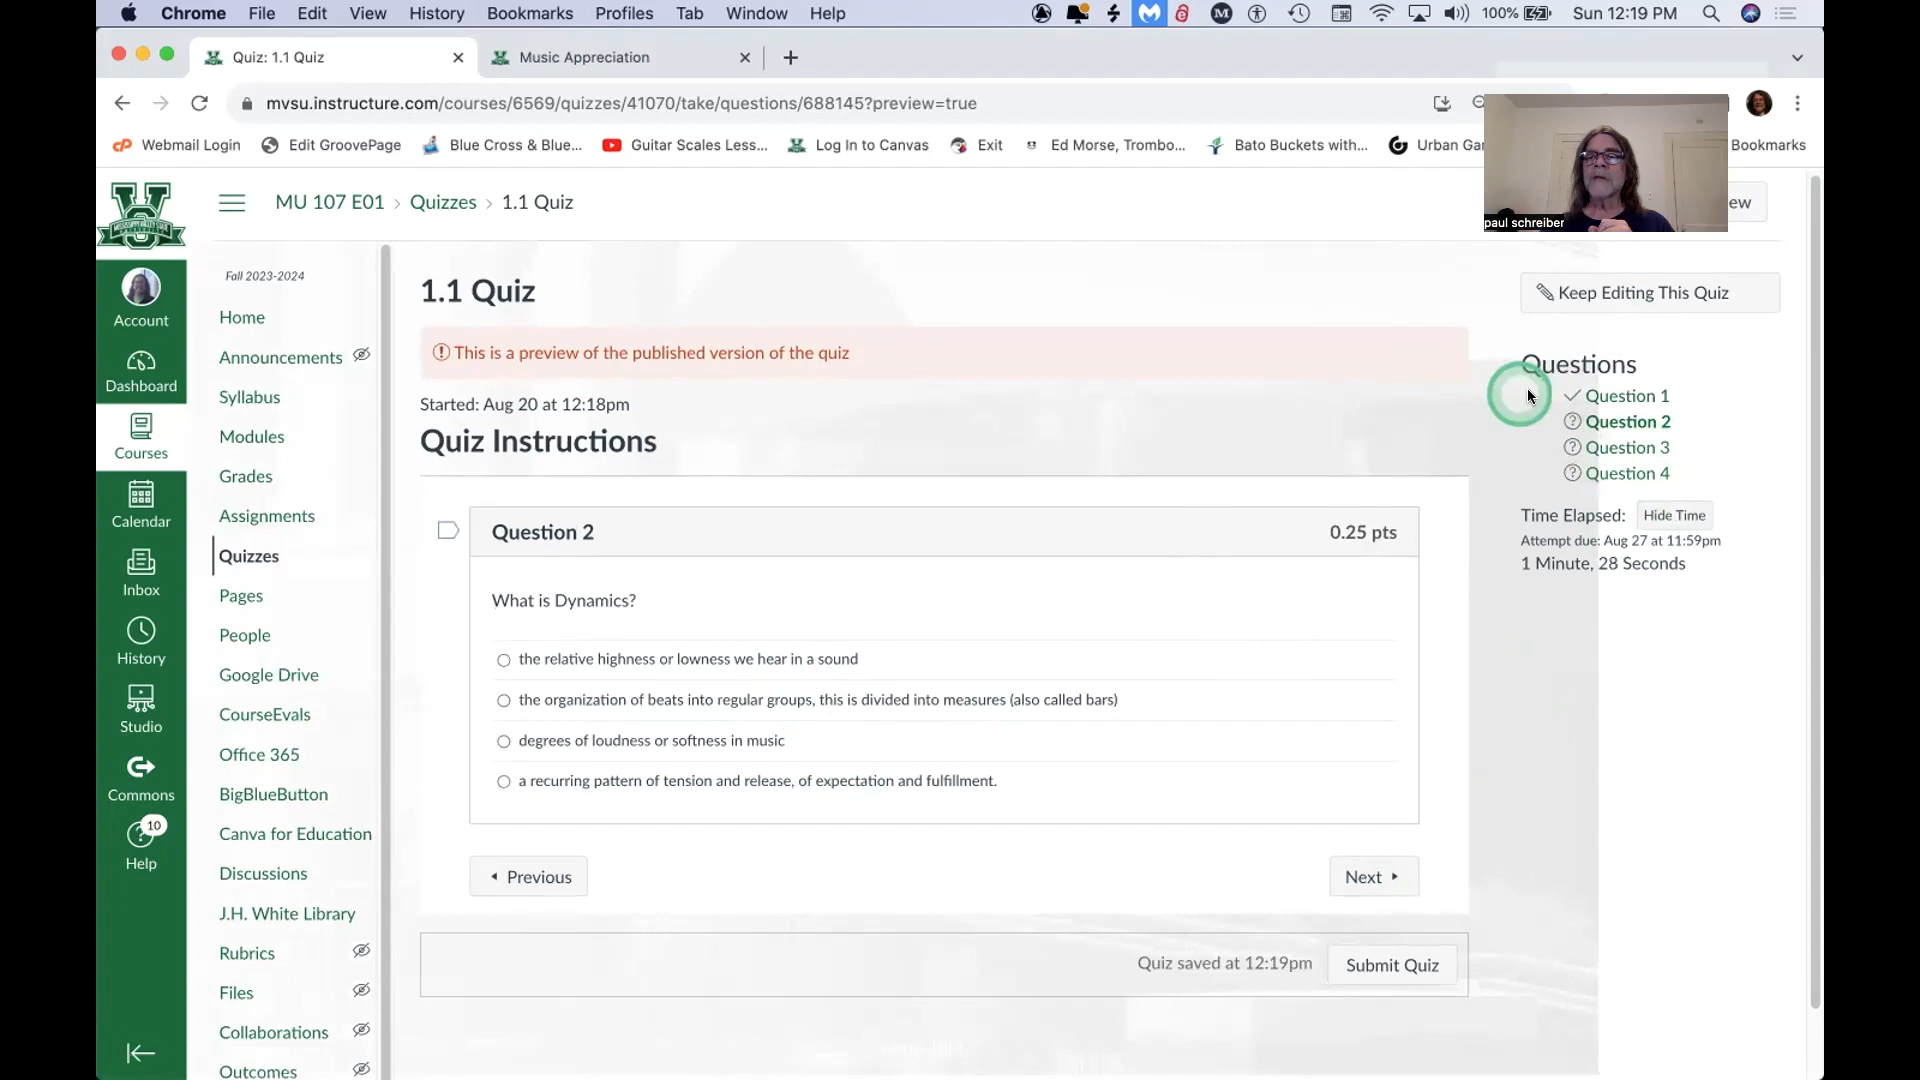 Chrome File Edit View History Bookmarks Profiles Tab Window Help 100% Sun 12:19 PM
Quiz: 1.1 Quiz Music Appreciation
mvsu.instructure.com/courses/6569/quizzes/41070/take/questions/688145?preview=true
Webmail Login Edit GroovePage Blue Cross & Blue... Guitar Scales Less... Log In to Canvas Exit Ed Morse, Trombo... Bato Buckets with... Urban Gar Bookmarks
paul schreiber
MU 107 E01 › Quizzes › 1.1 Quiz
ew
Account
Dashboard
Courses
Calendar
Inbox
History
Studio
Commons
10
Help
Fall 2023-2024
Home
Announcements
Syllabus
Modules
Grades
Assignments
Quizzes
Pages
People
Google Drive
CourseEvals
Office 365
BigBlueButton
Canva for Education
Discussions
J.H. White Library
Rubrics
Files
Collaborations
Outcomes
1.1 Quiz
This is a preview of the published version of the quiz
Started: Aug 20 at 12:18pm
Quiz Instructions
Question 2 0.25 pts
What is Dynamics?
the relative highness or lowness we hear in a sound
the organization of beats into regular groups, this is divided into measures (also called bars)
degrees of loudness or softness in music
a recurring pattern of tension and release, of expectation and fulfillment.
Previous Next
Quiz saved at 12:19pm Submit Quiz
Keep Editing This Quiz
Questions
Question 1
Question 2
Question 3
Question 4
Time Elapsed: Hide Time
Attempt due: Aug 27 at 11:59pm
1 Minute, 28 Seconds